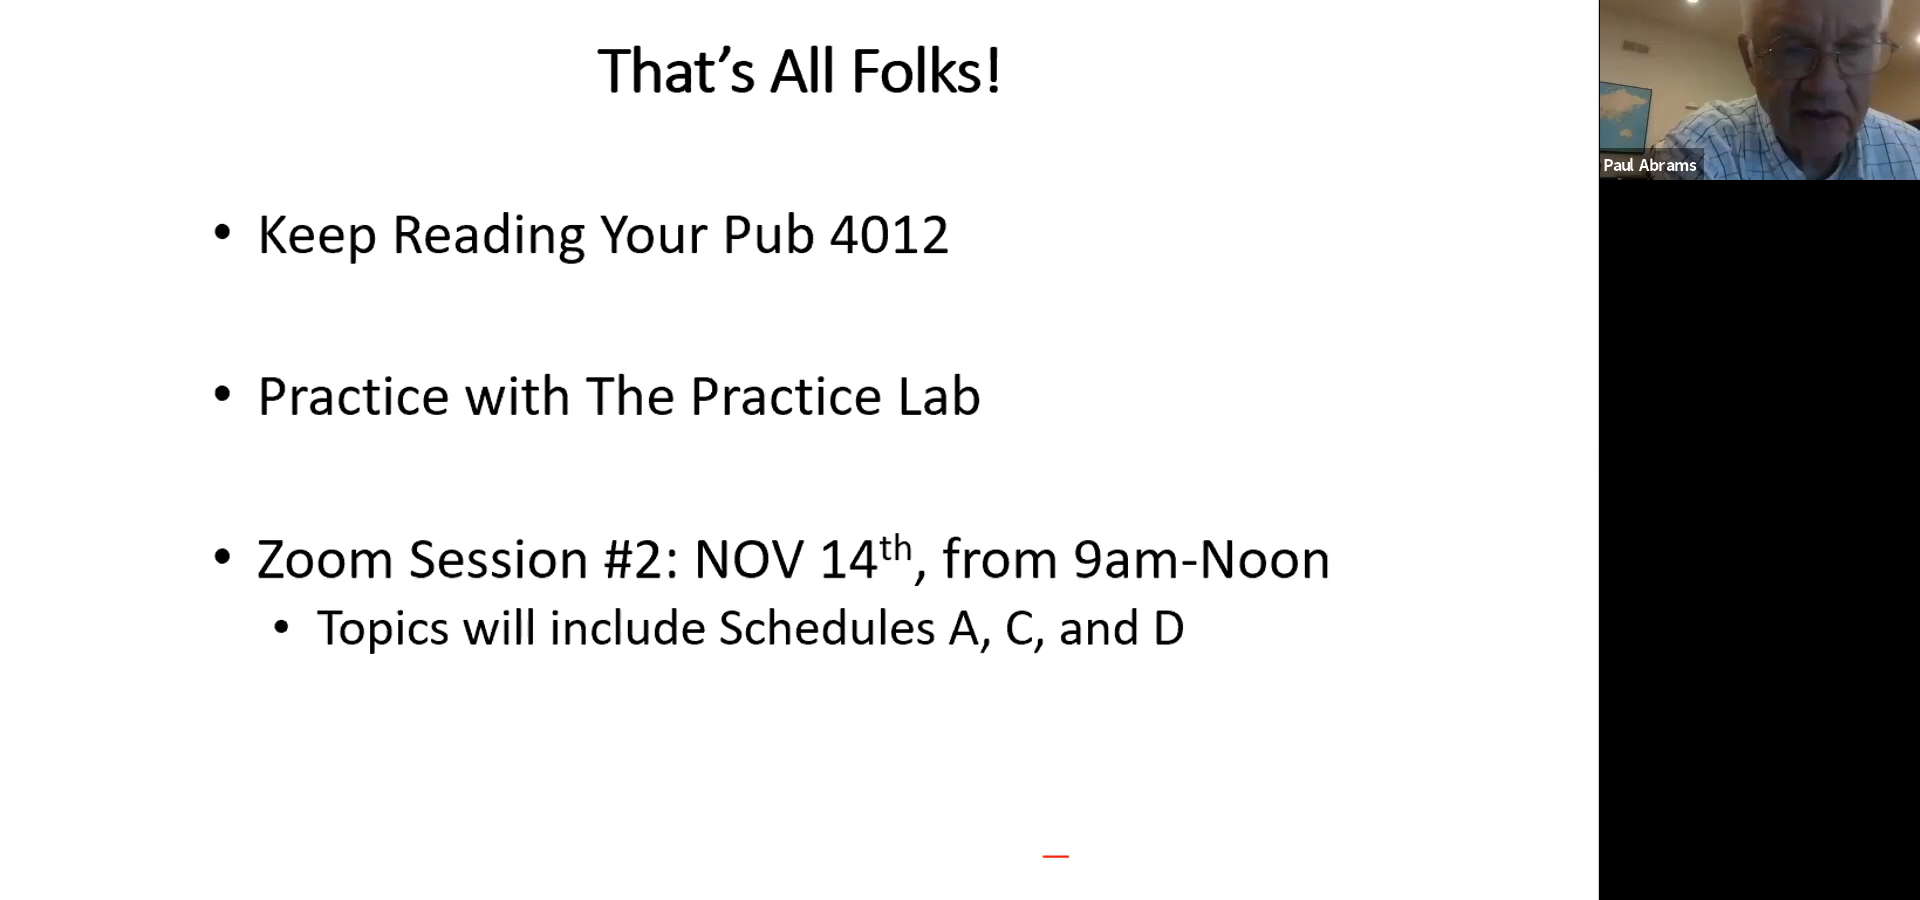 That’s All Folks!
• Keep Reading Your Pub 4012
• Practice with The Practice Lab
• Zoom Session #2: NOV 14th, from 9am-Noon
• Topics will include Schedules A, C, and D
Paul Abrams